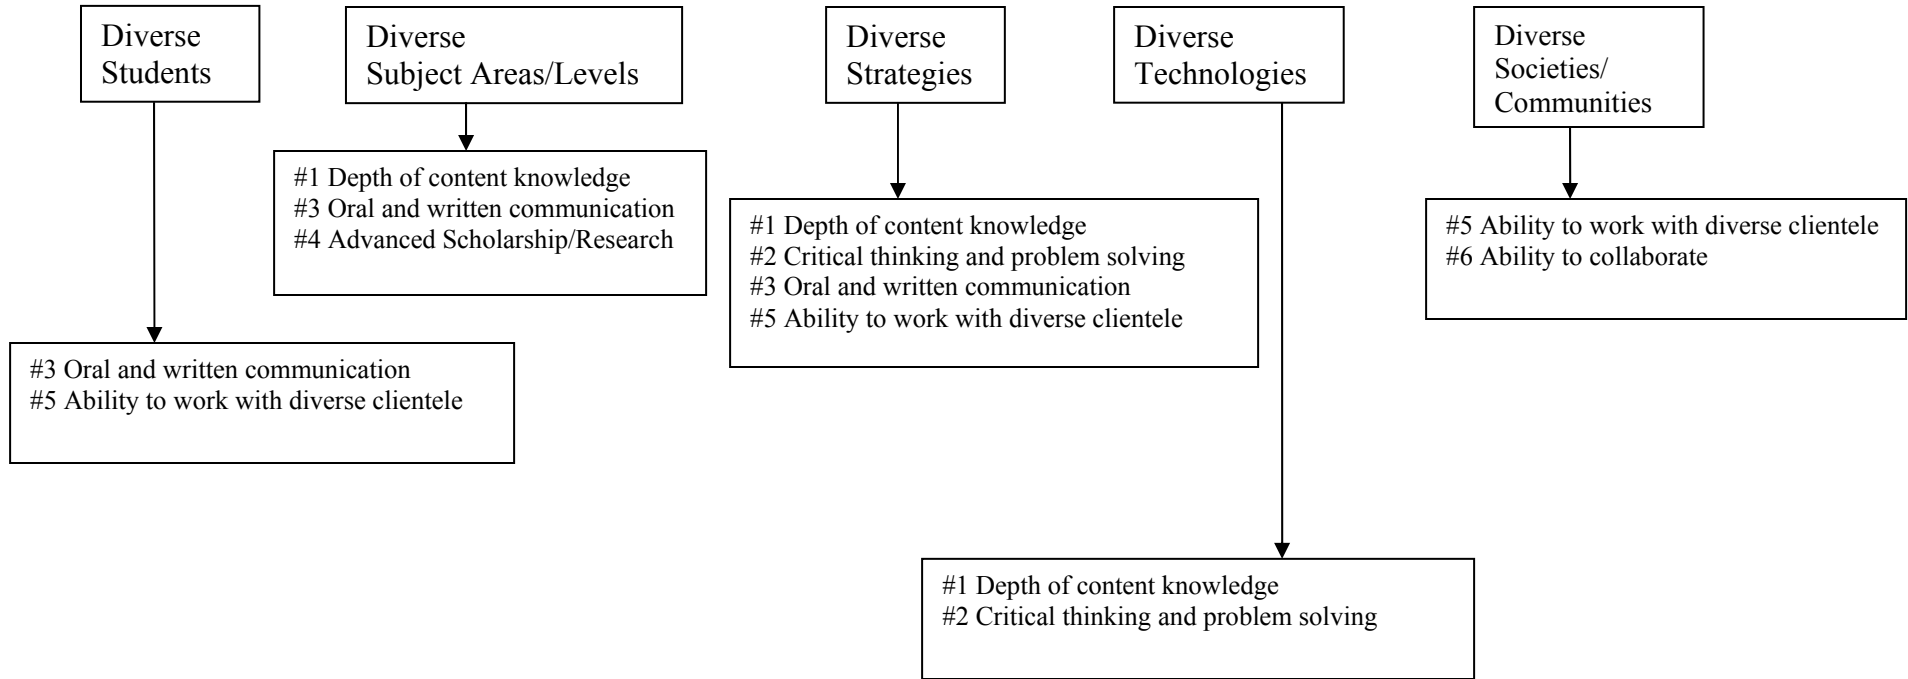 Diverse
Students
Diverse
Subject Areas/Levels
Diverse
Strategies
Diverse
Technologies
Diverse
Societies/
Communities
#1 Depth of content knowledge
#3 Oral and written communication
#4 Advanced Scholarship/Research
#1 Depth of content knowledge
#2 Critical thinking and problem solving
#3 Oral and written communication
#5 Ability to work with diverse clientele
#5 Ability to work with diverse clientele
#6 Ability to collaborate
#3 Oral and written communication
#5 Ability to work with diverse clientele
#1 Depth of content knowledge
#2 Critical thinking and problem solving